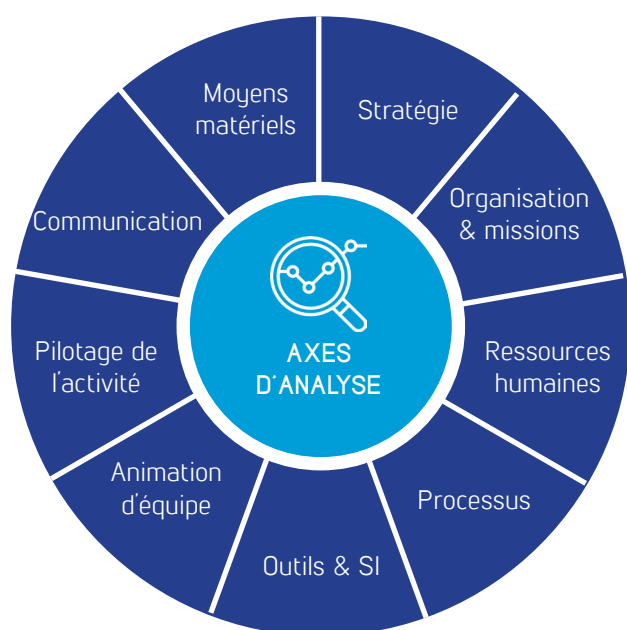 Moyens
matériels
Stratégie
Organisation
& missions
Ressources
humaines
Processus
Outils & SI
Animation
d'équipe
Pilotage de
l'activité
Communication
AXES
D'ANALYSE